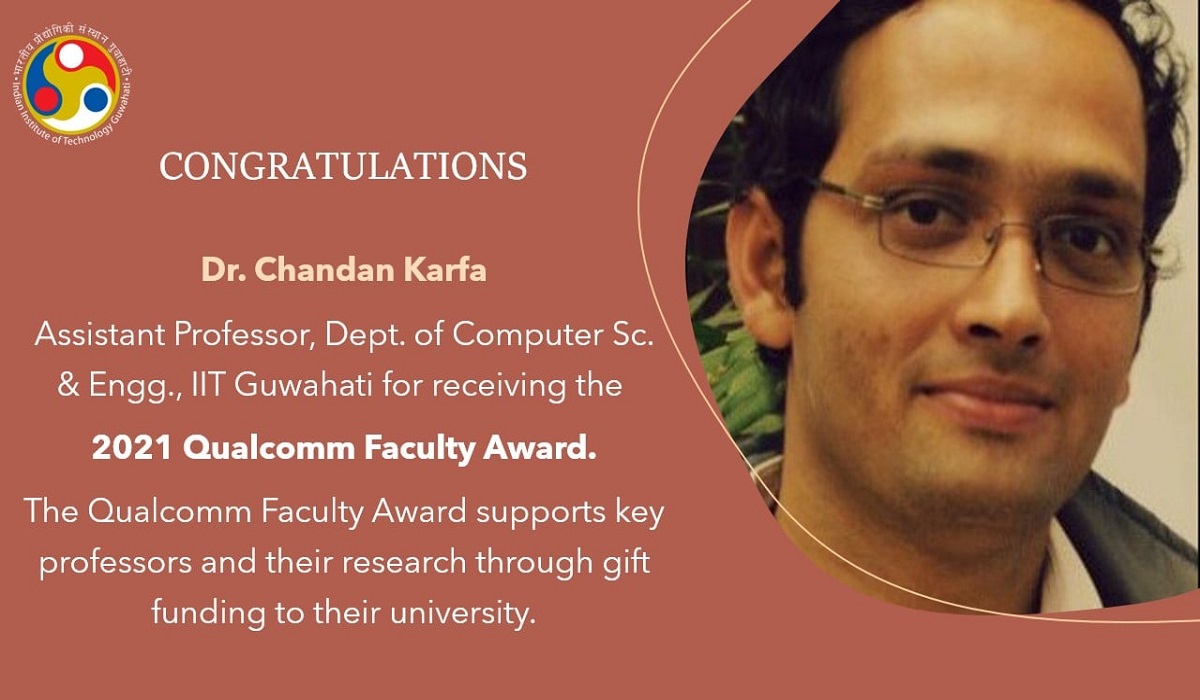 भारतीय प्रौद्योगिकी संस्थान गुवाहाटी
Indian Institute of Technology Guwahati
CONGRATULATIONS
Dr. Chandan Karfa
Assistant Professor, Dept. of Computer Sc.
& Engg., IIT Guwahati for receiving the
2021 Qualcomm Faculty Award.
The Qualcomm Faculty Award supports key
professors and their research through gift
funding to their university.